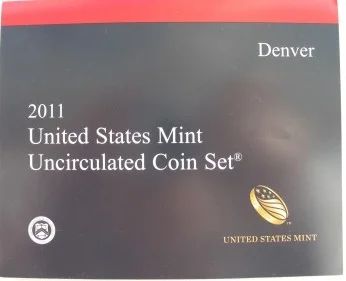 Denver
2011
United States Mint
Uncirculated Coin Set®
UNITED STATES MINT